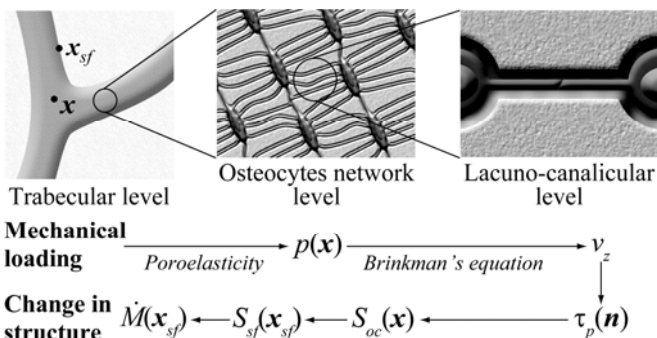 x_sf
x
Trabecular level
Osteocytes network level
Lacuno-canalicular level
Mechanical loading
Poroelasticity
p(x)
Brinkman's equation
v_z
Change in structure
Ṁ(x_sf) ← S_sf(x_sf) ← S_oc(x) ← τ_p(n)